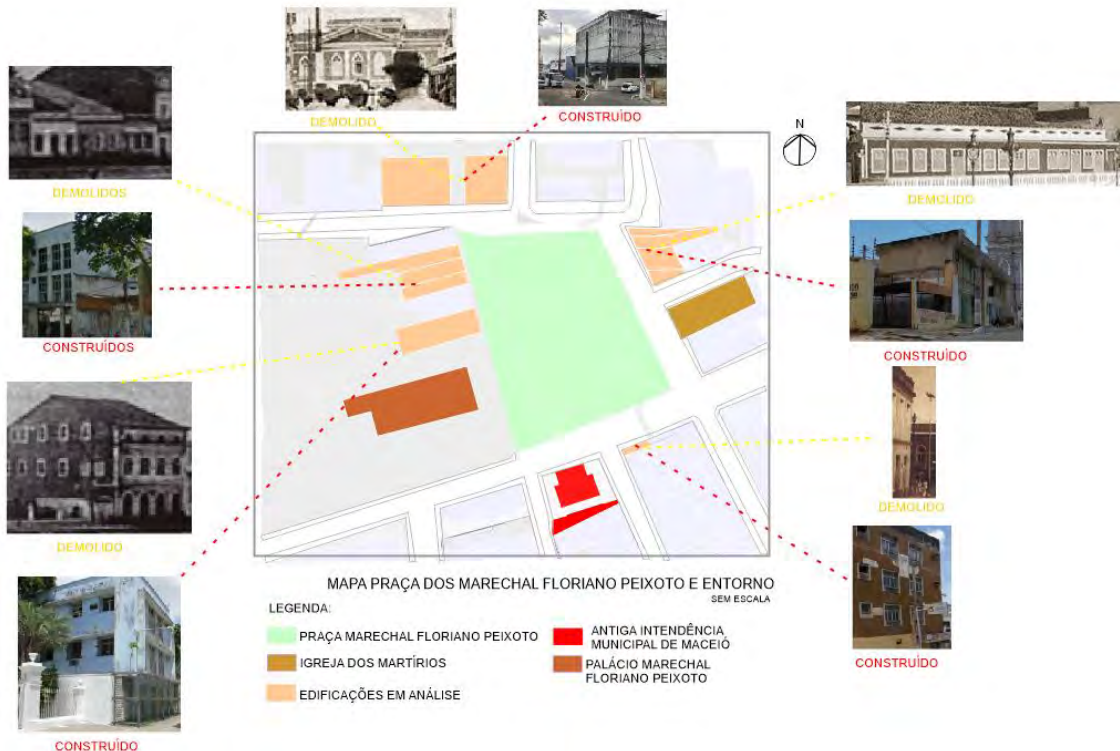 DEMOLIDO
CONSTRUÍDO
N
DEMOLIDOS
DEMOLIDO
CONSTRUÍDOS
CONSTRUÍDO
DEMOLIDO
DEMOLIDO
CONSTRUÍDO
CONSTRUÍDO
MAPA PRAÇA DOS MARECHAL FLORIANO PEIXOTO E ENTORNO
SEM ESCALA
LEGENDA:
PRAÇA MARECHAL FLORIANO PEIXOTO
IGREJA DOS MARTÍRIOS
EDIFICAÇÕES EM ANÁLISE
ANTIGA INTENDÊNCIA
MUNICIPAL DE MACEIÓ
PALÁCIO MARECHAL
FLORIANO PEIXOTO